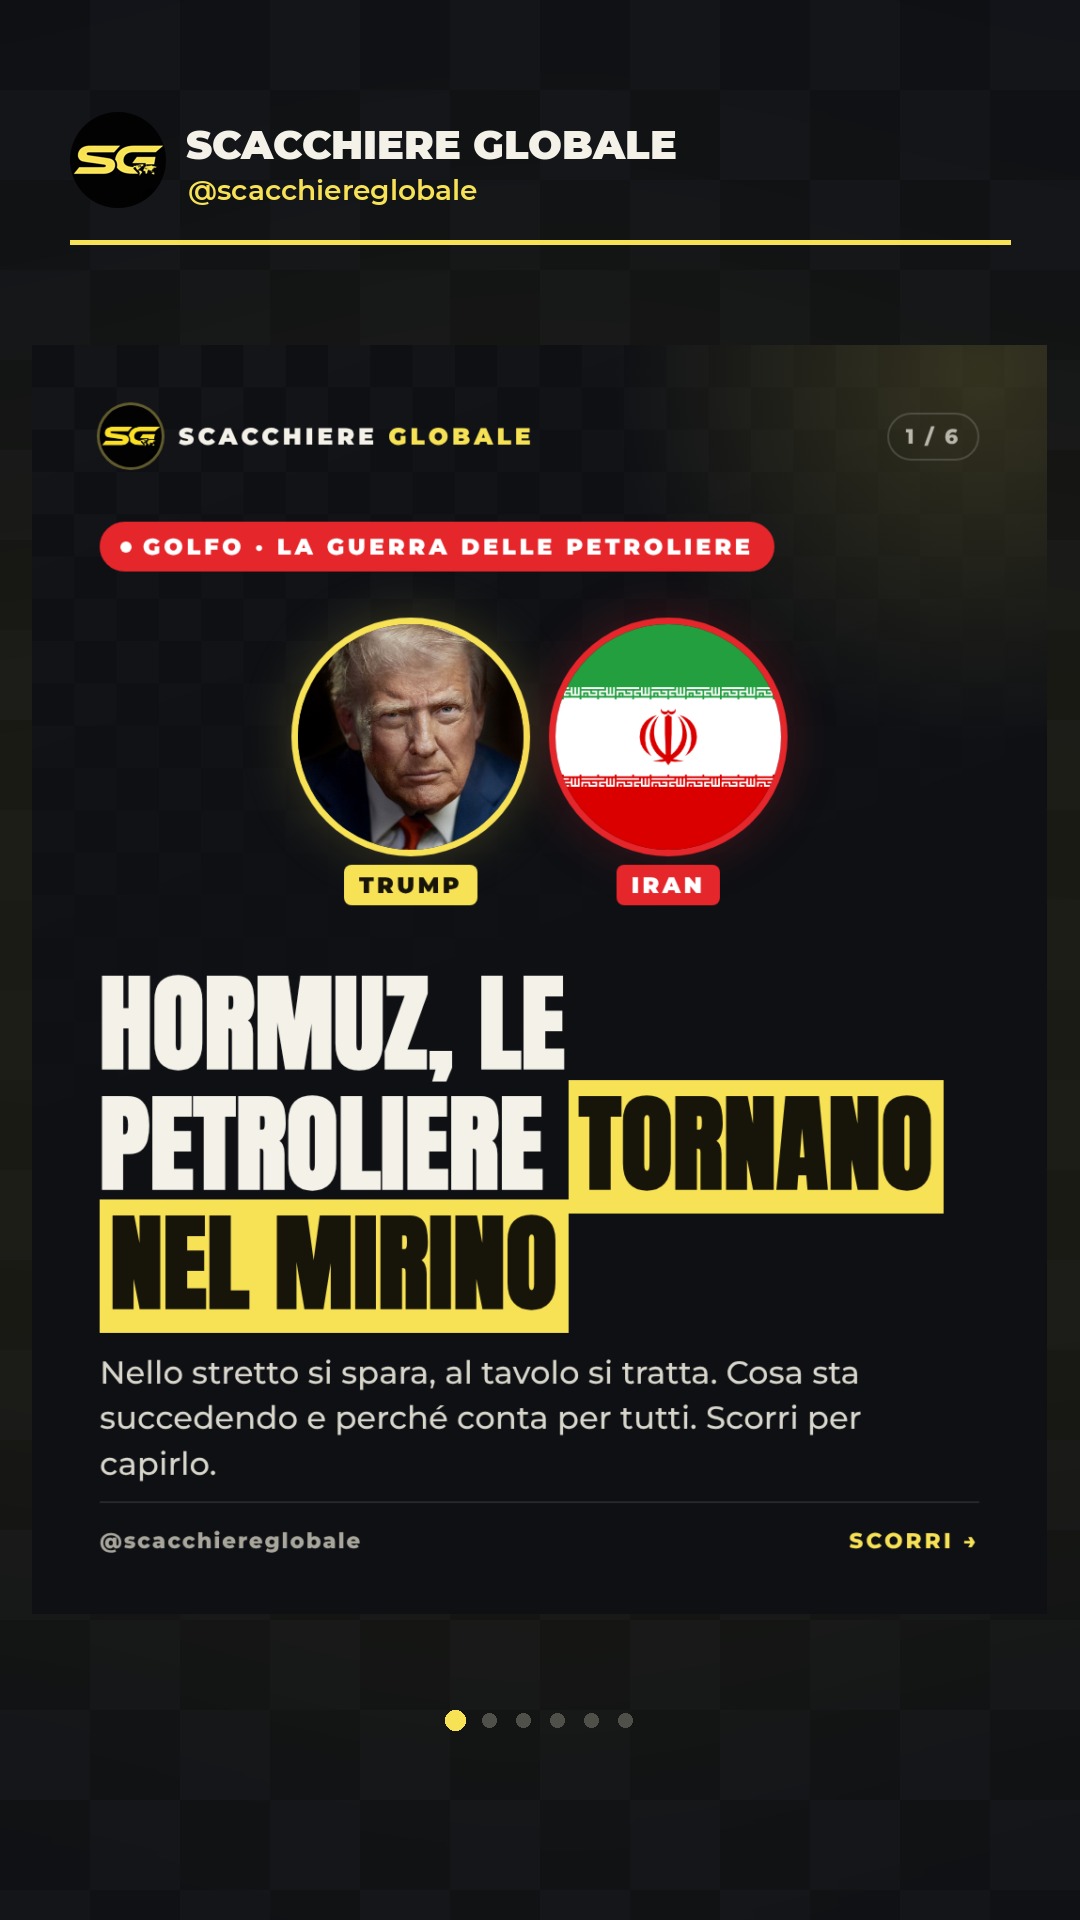 SG
SCACCHIERE GLOBALE
@scacchiereglobale
SG
SCACCHIERE GLOBALE
1 / 6
GOLFO • LA GUERRA DELLE PETROLIERE
TRUMP
IRAN
HORMUZ, LE
PETROLIERE TORNANO
NEL MIRINO
Nello stretto si spara, al tavolo si tratta. Cosa sta
succedendo e perché conta per tutti. Scorri per
capirlo.
@scacchiereglobale
SCORRI →